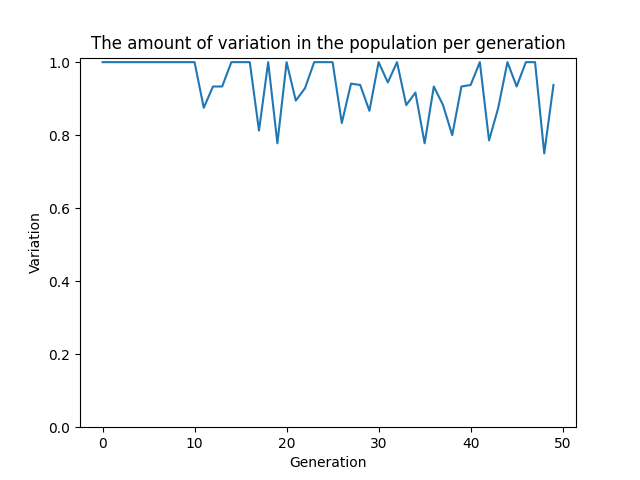 The amount of variation in the population per generation
1.0
0.8
0.6
0.4
0.2
0.0
Variation
0 10 20 30 40 50
Generation